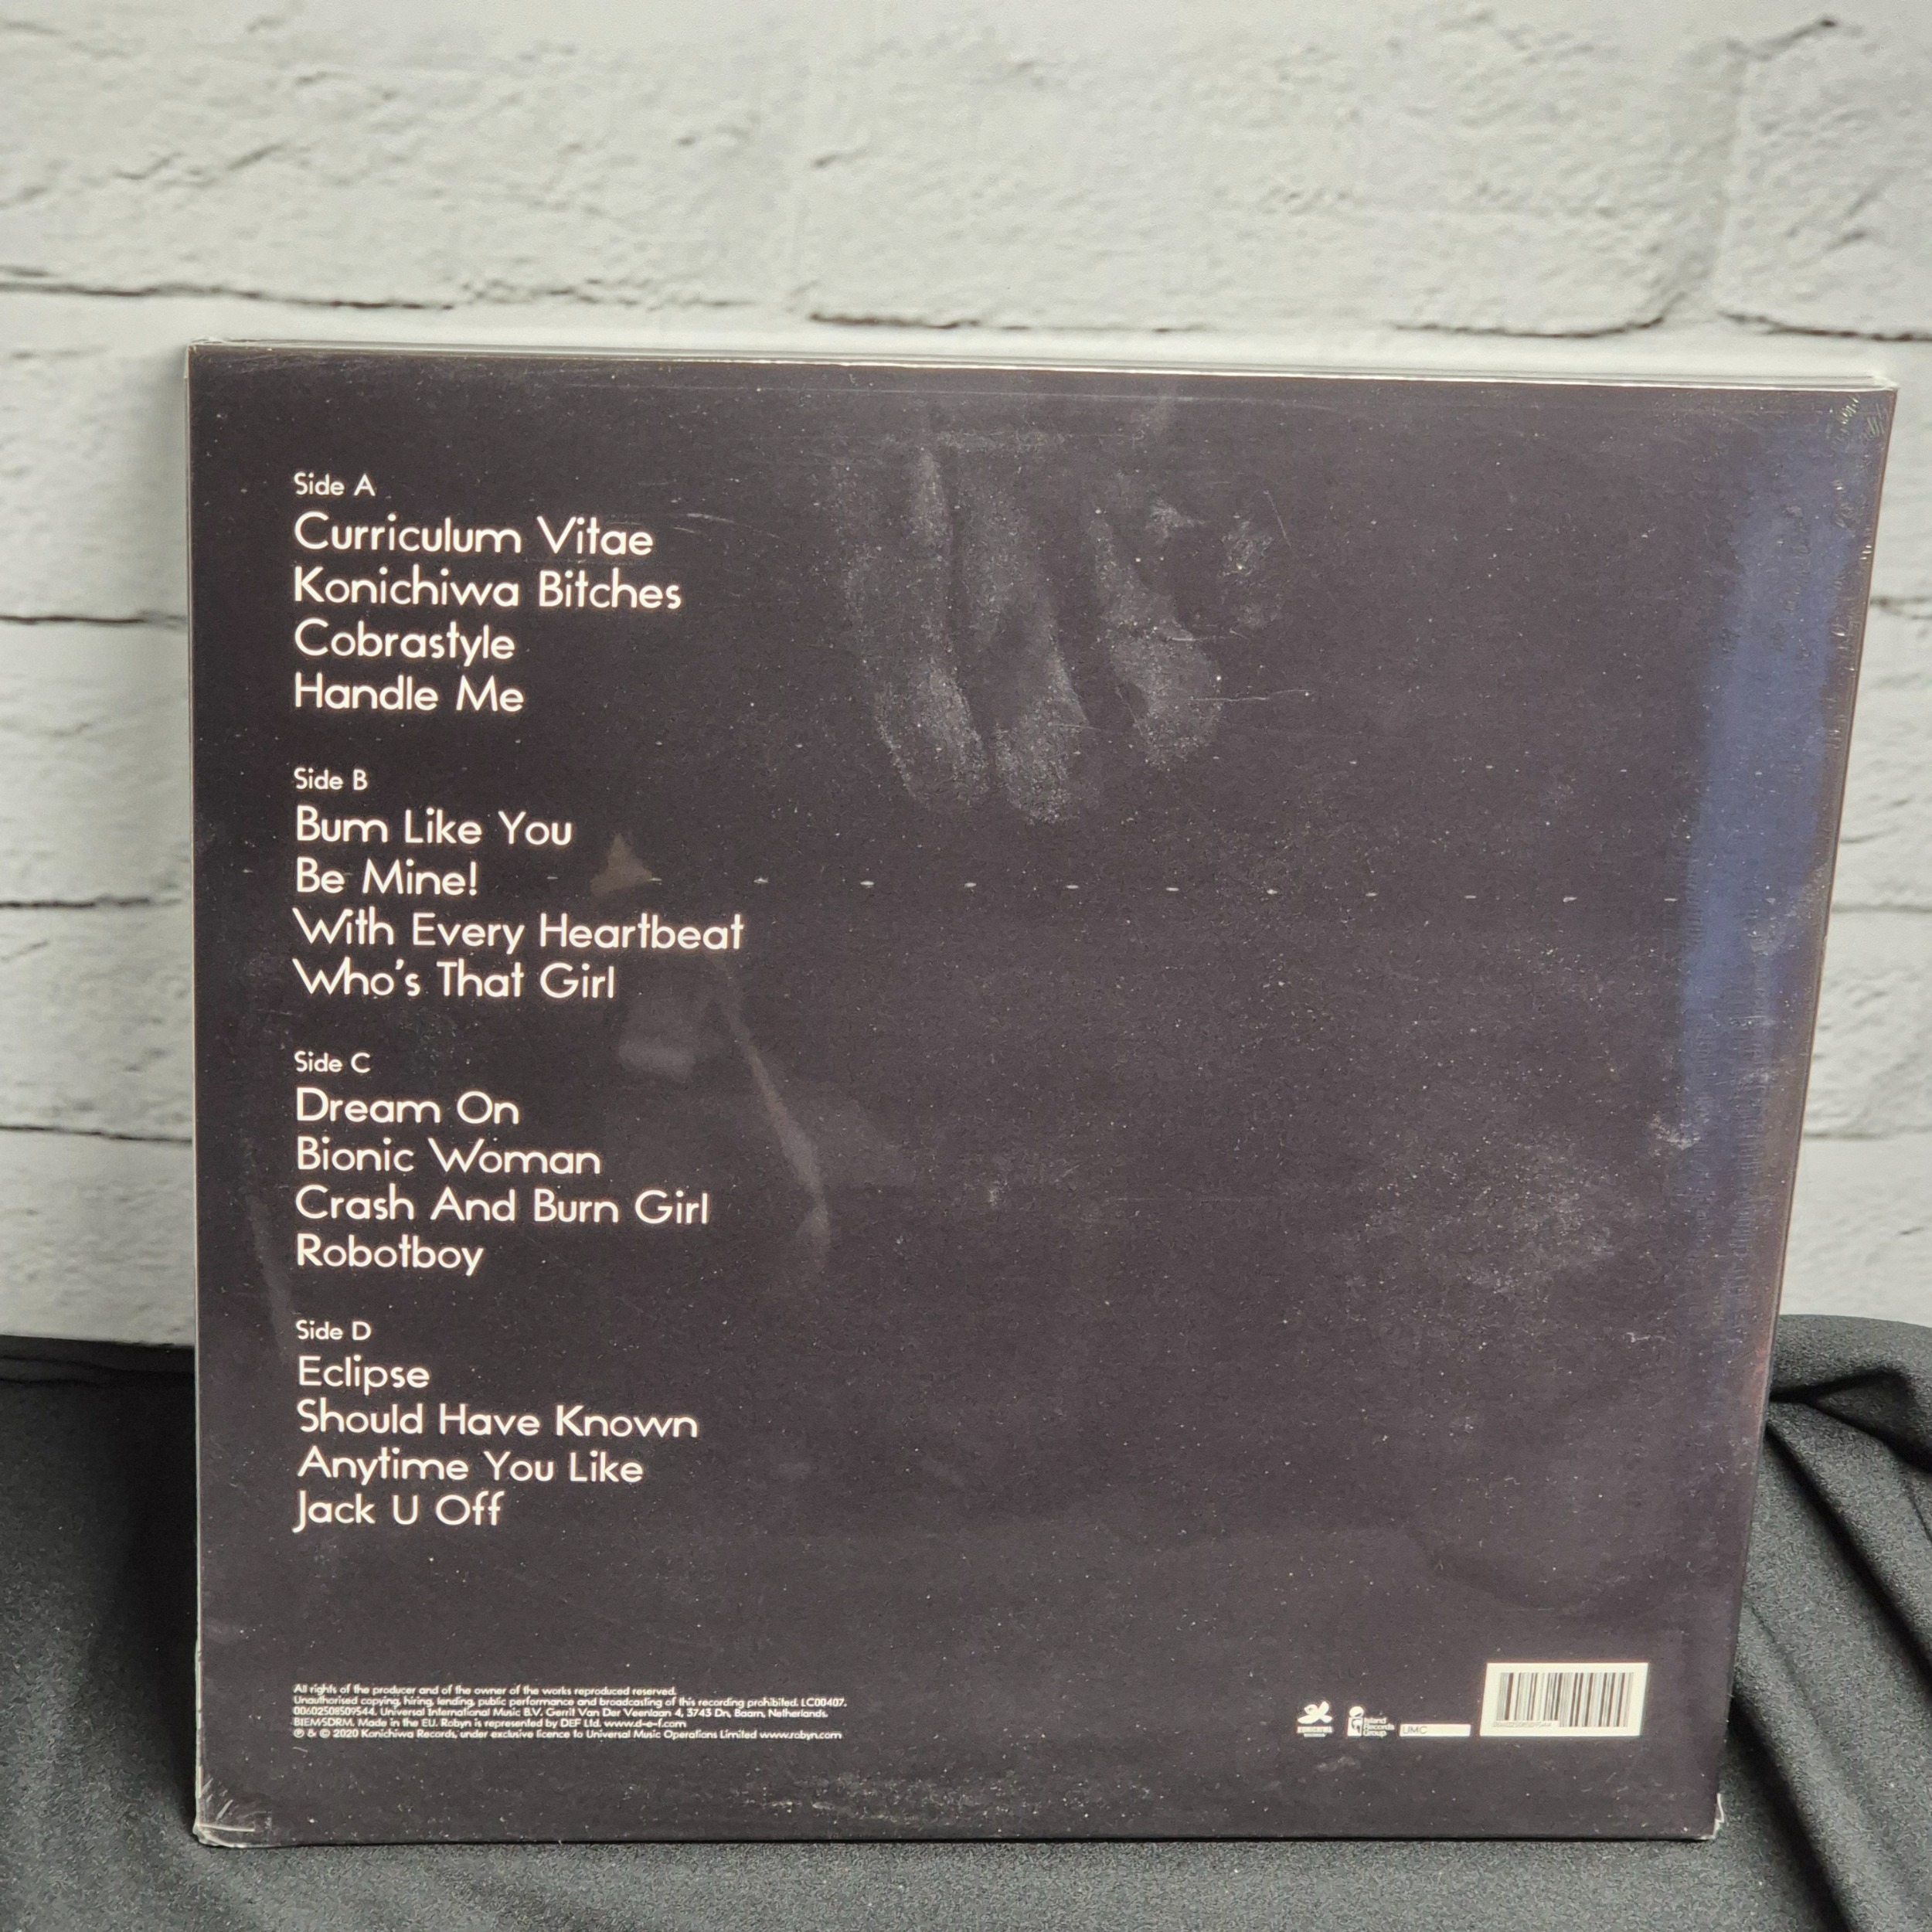 Side A
Curriculum Vitae
Konichiwa Bitches
Cobrastyle
Handle Me
Side B
Bum Like You
Be Mine!
With Every Heartbeat
Who's That Girl
Side C
Dream On
Bionic Woman
Crash And Burn Girl
Robotboy
Side D
Eclipse
Should Have Known
Anytime You Like
Jack U Off
All rights of the producer and of the owner of the works reproduced reserved.
Unauthorised copying, hiring, lending, public performance and broadcasting of this recording prohibited. LC00407.
00602508509544. Universal International Music B.V. Gerrit Van Der Veenlaan 4, 3743 Dn, Baarn, Netherlands.
BIEM/SDRM. Made in the EU. Robyn is represented by DEF Ltd. www.d-e-f.com
℗ & © 2020 Konichiwa Records, under exclusive licence to Universal Music Operations Limited www.robyn.com
KONICHIWA
Island
Records
Group
UMC